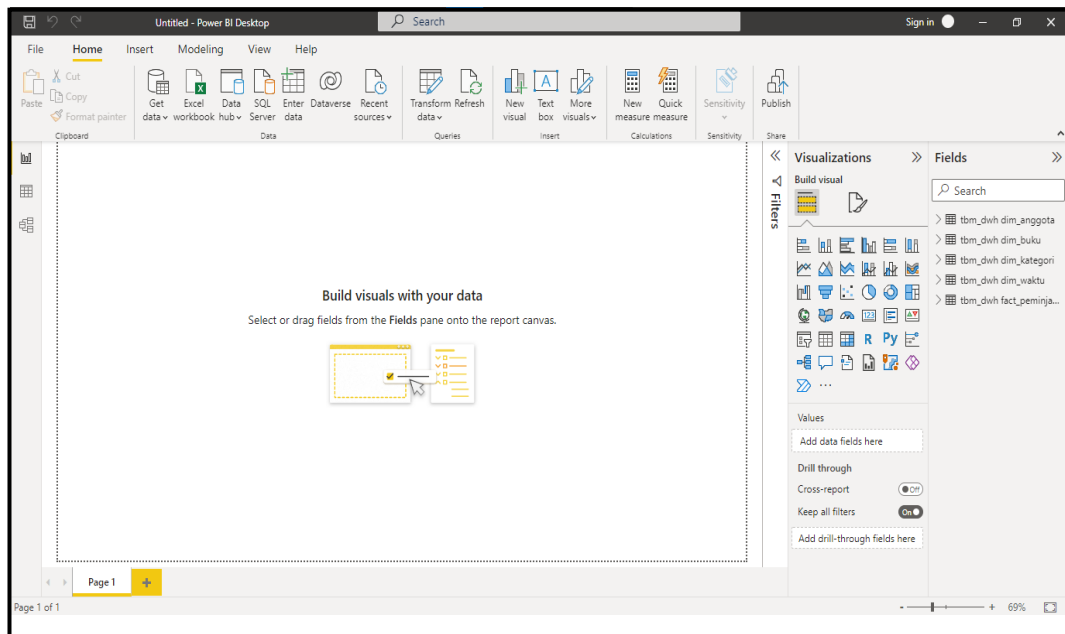 Untitled - Power BI Desktop
Search
Sign in
File Home Insert Modeling View Help
Paste
Cut
Copy
Format painter
Clipboard
Get data
Excel workbook
Data hub
SQL Server
Enter data
Dataverse
Recent sources
Data
Transform data
Refresh
Queries
New visual
Text box
More visuals
Insert
New measure
Quick measure
Calculations
Sensitivity
Sensitivity
Publish
Share
Build visuals with your data
Select or drag fields from the Fields pane onto the report canvas.
Filters
Visualizations
Build visual
123
R
Py
Values
Add data fields here
Drill through
Cross-report
Off
Keep all filters
On
Add drill-through fields here
Fields
Search
tbm_dwh dim_anggota
tbm_dwh dim_buku
tbm_dwh dim_kategori
tbm_dwh dim_waktu
tbm_dwh fact_peminja...
Page 1
Page 1 of 1
- + 69%